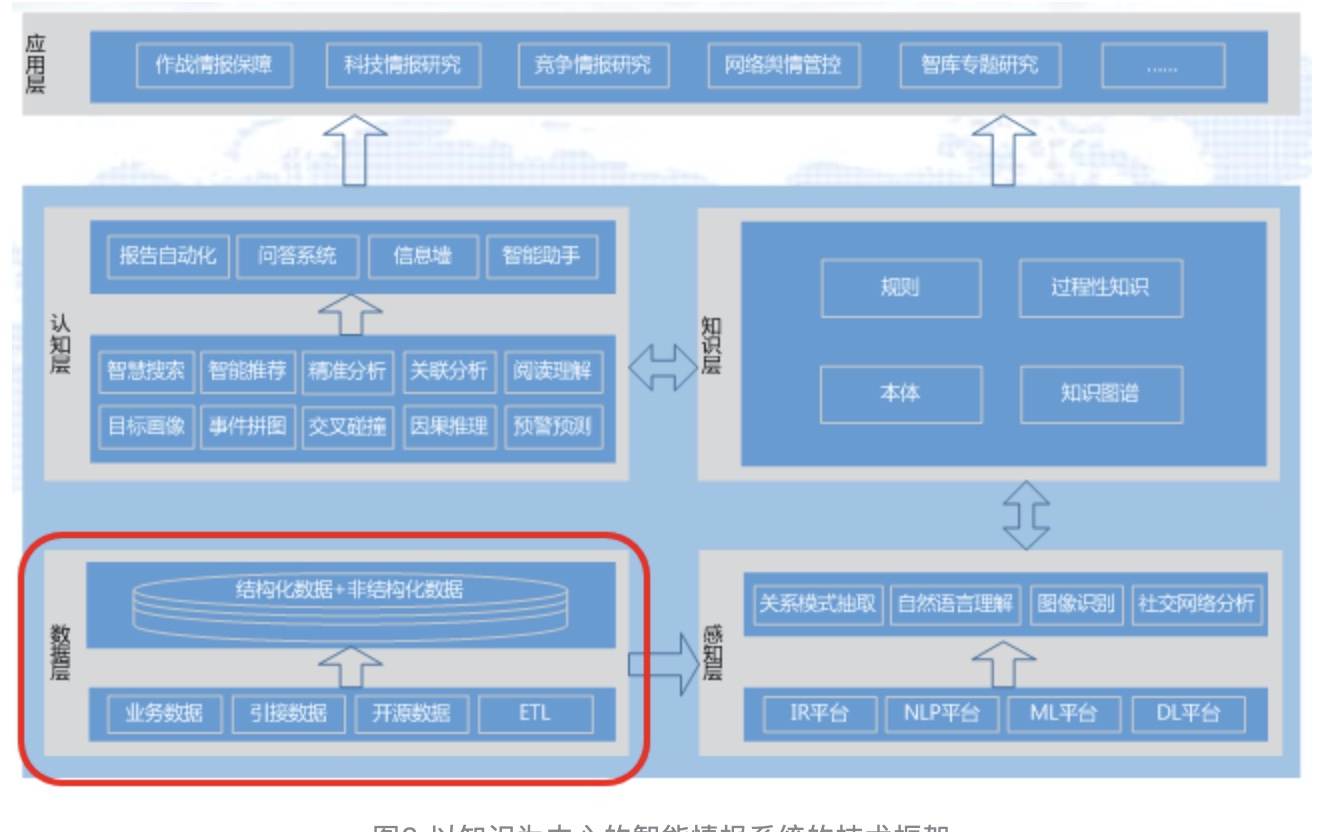 应用层
作战情报保障 科技情报研究 竞争情报研究 网络舆情管控 智库专题研究 ......
认知层
报告自动化 问答系统 信息墙 智能助手
智慧搜索 智能推荐 精准分析 关联分析 阅读理解
目标画像 事件拼图 交叉碰撞 因果推理 预警预测
知识层
规则 过程性知识
本体 知识图谱
数据层
结构化数据+非结构化数据
业务数据 引接数据 开源数据 ETL
感知层
关系模式抽取 自然语言理解 图像识别 社交网络分析
IR平台 NLP平台 ML平台 DL平台
以知识为中心的智能情报系统的技术框架